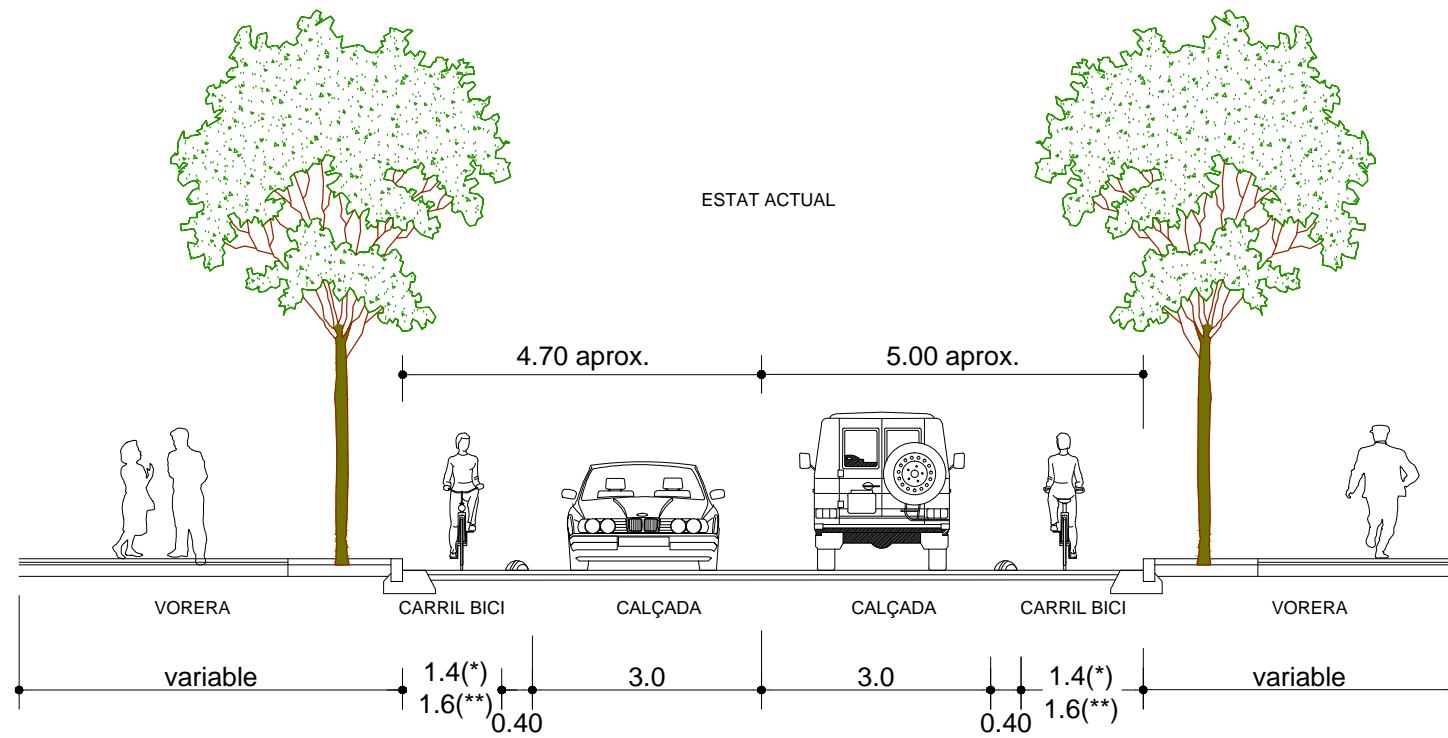 ESTAT ACTUAL
4.70 aprox.
5.00 aprox.
VORERA
CARRIL BICI
CALÇADA
CALÇADA
CARRIL BICI
VORERA
variable
1.4(*)
1.6(**)
0.40
3.0
3.0
0.40
1.4(*)
1.6(**)
variable